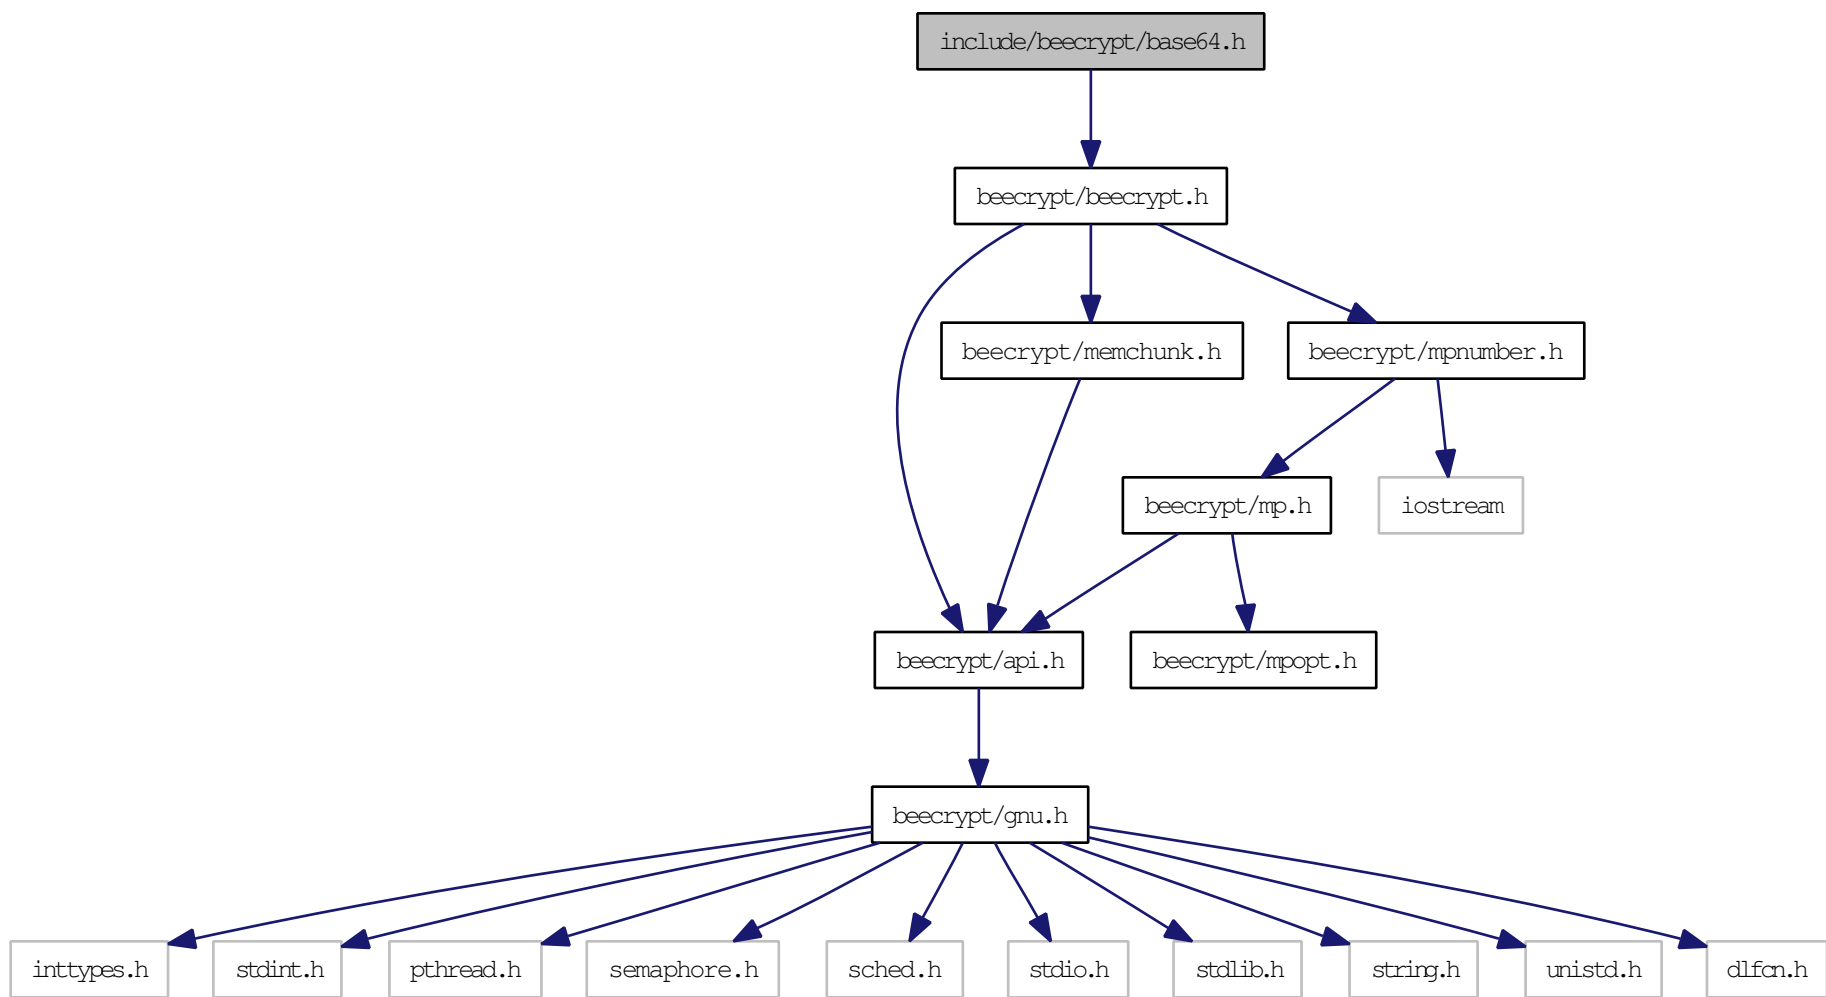 include/beecrypt/base64.h
beecrypt/beecrypt.h
beecrypt/memchunk.h
beecrypt/mpnumber.h
beecrypt/mp.h
iostream
beecrypt/api.h
beecrypt/mpopt.h
beecrypt/gnu.h
inttypes.h
stdint.h
pthread.h
semaphore.h
sched.h
stdio.h
stdlib.h
string.h
unistd.h
dlfcn.h